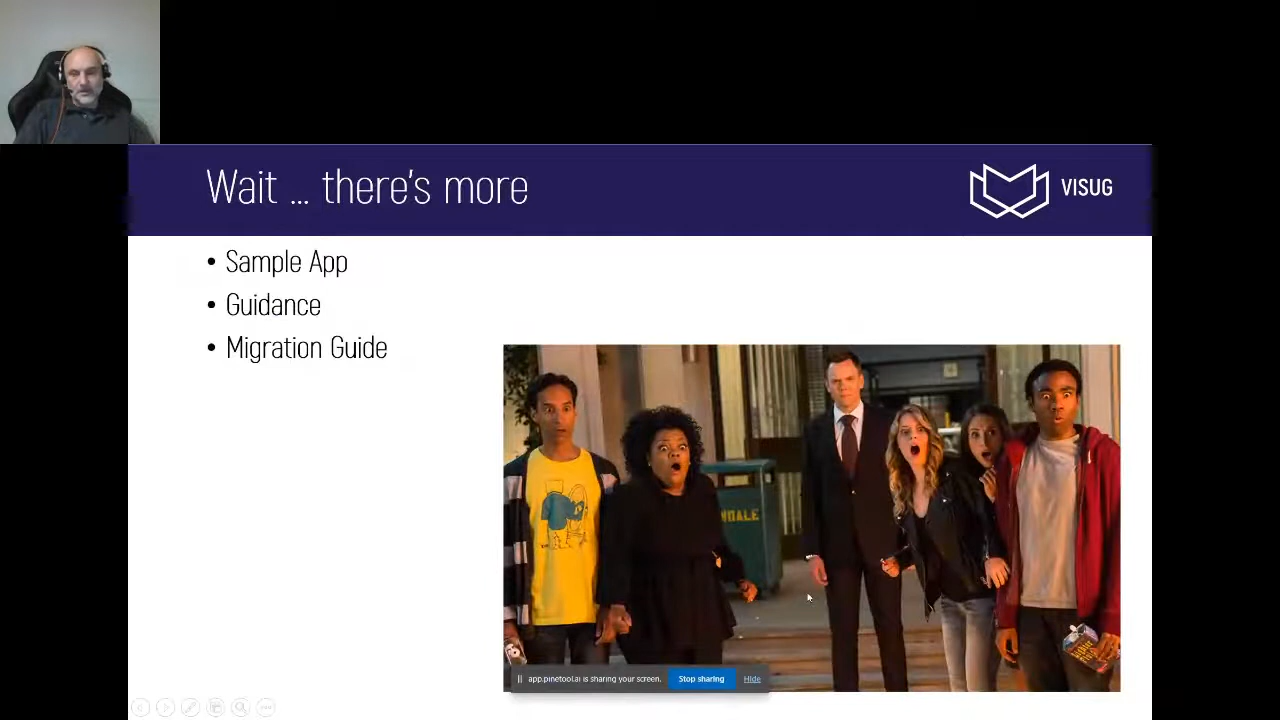 Wait ... there's more
VISUG
• Sample App
• Guidance
• Migration Guide
NDALE
app.pinetool.ai is sharing your screen.
Stop sharing
Hide